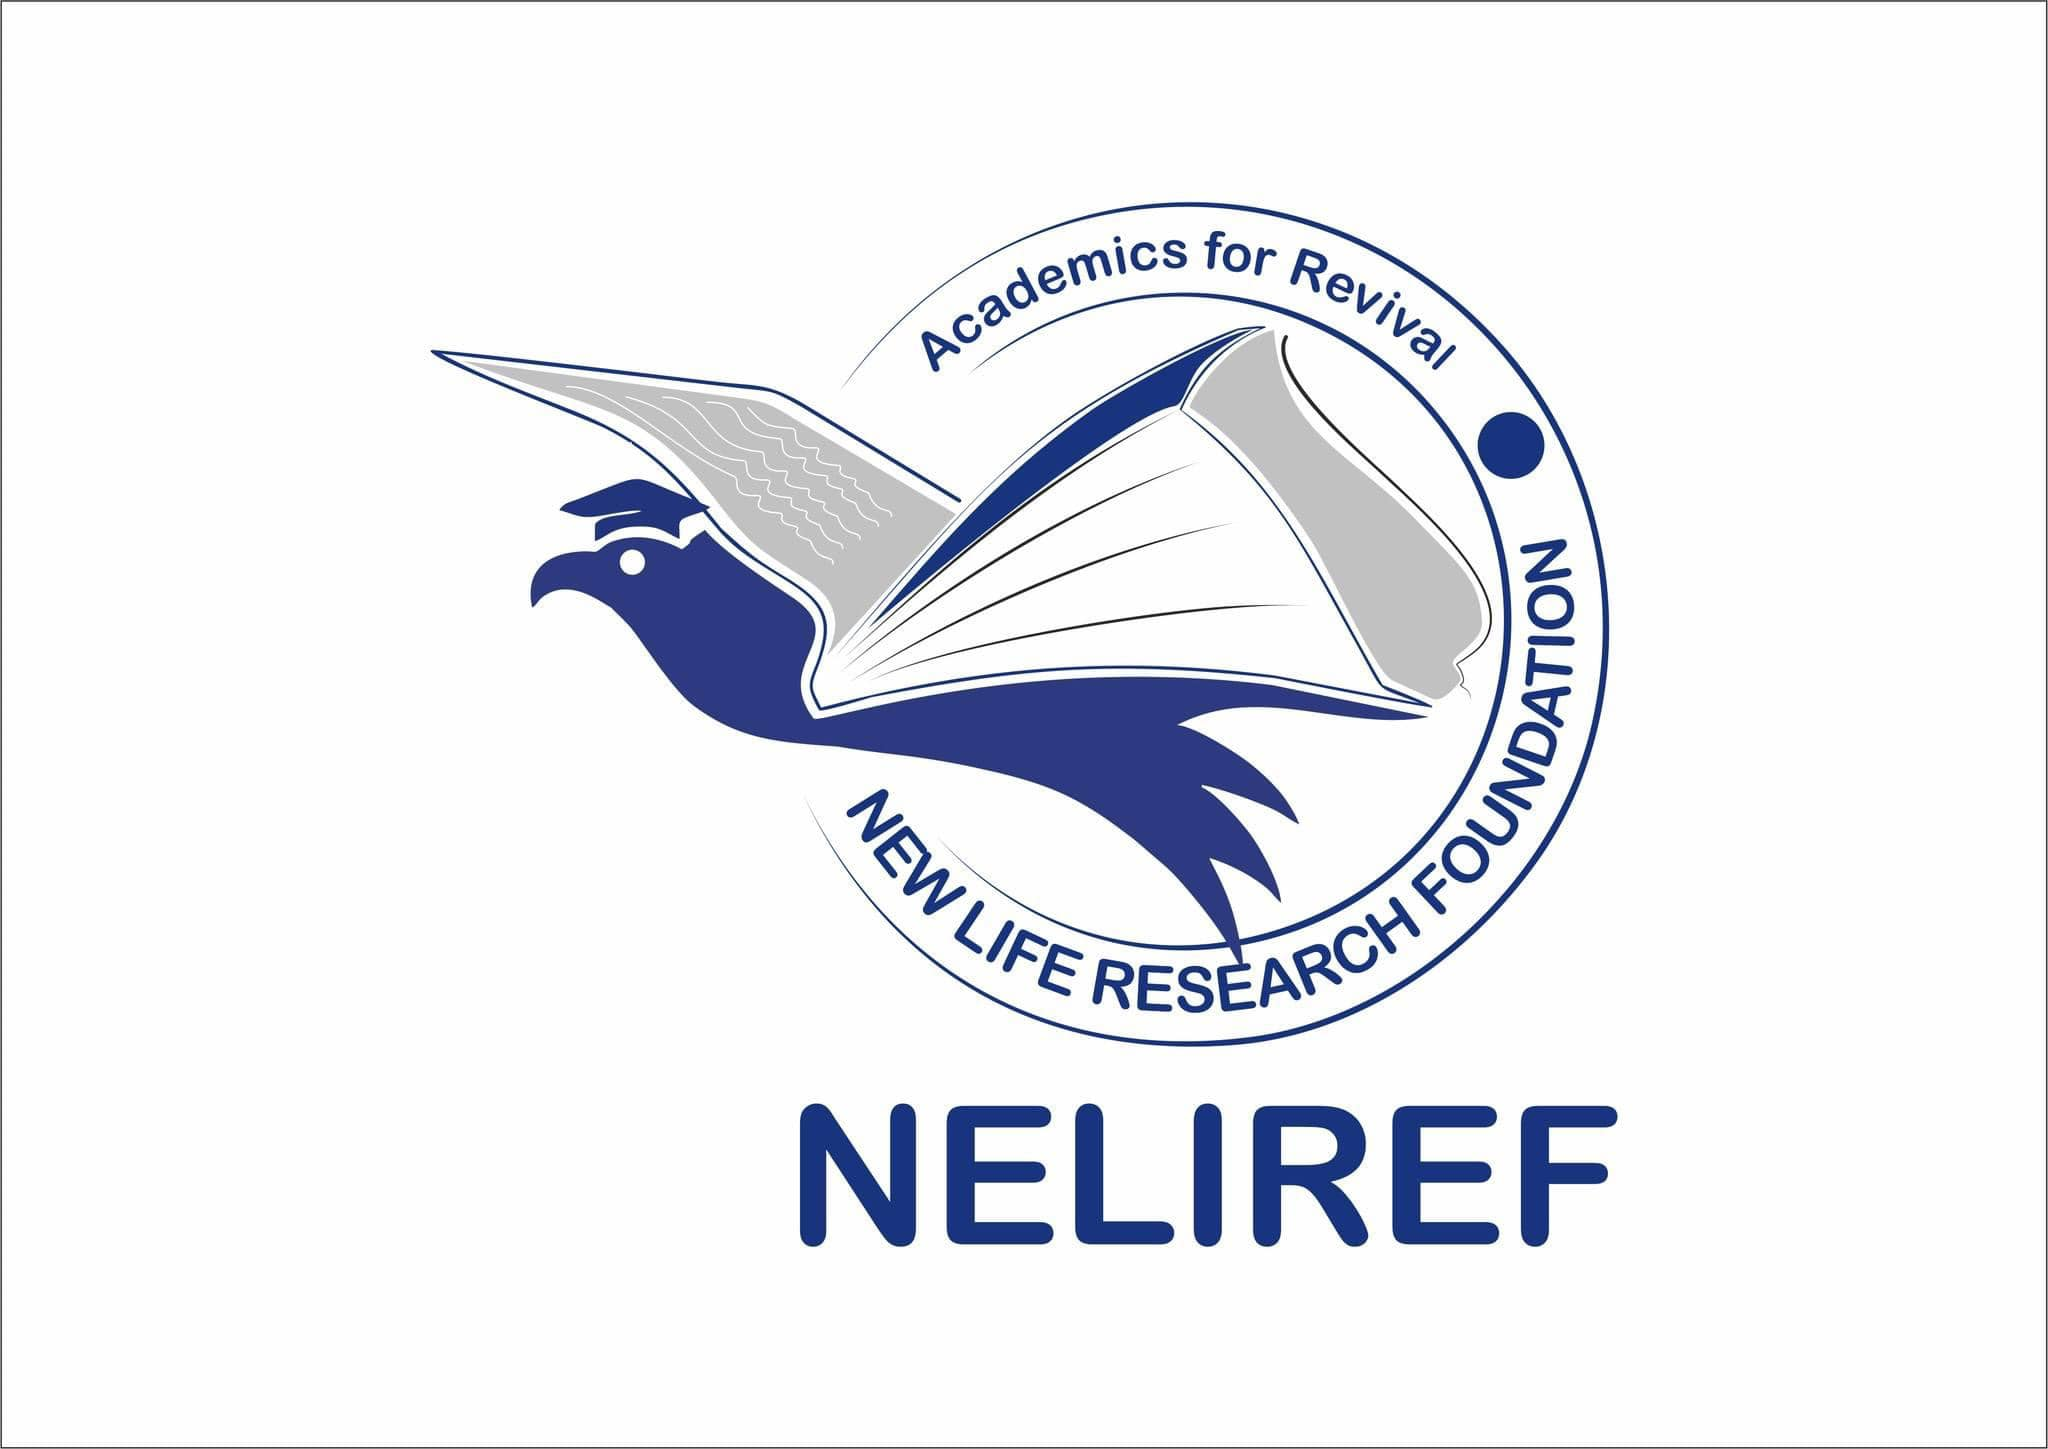 Academics for Revival
NEW LIFE RESEARCH FOUNDATION
NELIREF